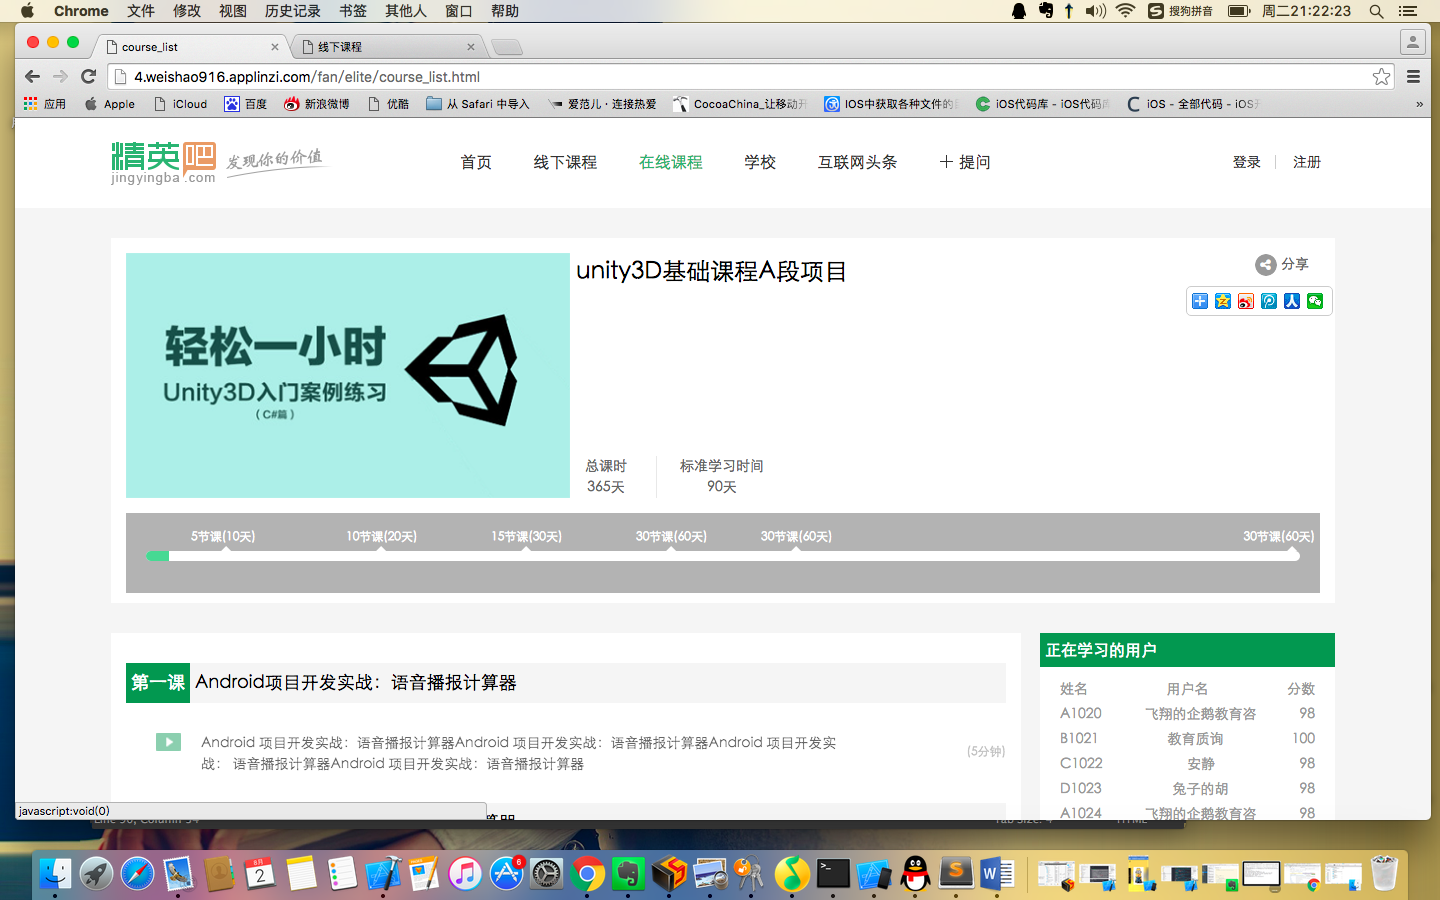 Chrome 文件 修改 视图 历史记录 书签 其他人 窗口 帮助 搜狗拼音 周二21:22:23
course_list 线下课程
4.weishao916.applinzi.com/fan/elite/course_list.html
应用 Apple iCloud 百度 新浪微博 优酷 从 Safari 中导入 爱范儿 · 连接热爱 CocoaChina_让移动开 IOS中获取各种文件的 iOS代码库 - iOS代码库 iOS - 全部代码 - iOS »
精英吧 发现你的价值
jingyingba.com
首页 线下课程 在线课程 学校 互联网头条 + 提问 登录 注册
unity3D基础课程A段项目 分享
轻松一小时
Unity3D入门案例练习
（C#篇）
总课时 标准学习时间
365天 90天
5节课(10天) 10节课(20天) 15节课(30天) 30节课(60天) 30节课(60天) 30节课(60天)
第一课 Android项目开发实战：语音播报计算器
Android 项目开发实战：语音播报计算器Android 项目开发实战：语音播报计算器Android 项目开发实
战： 语音播报计算器Android 项目开发实战：语音播报计算器
(5分钟)
正在学习的用户
姓名 用户名 分数
A1020 飞翔的企鹅教育咨 98
B1021 教育质询 100
C1022 安静 98
D1023 兔子的胡 98
A1024 飞翔的企鹅教育咨 98
javascript:void(0)
8月
2
6